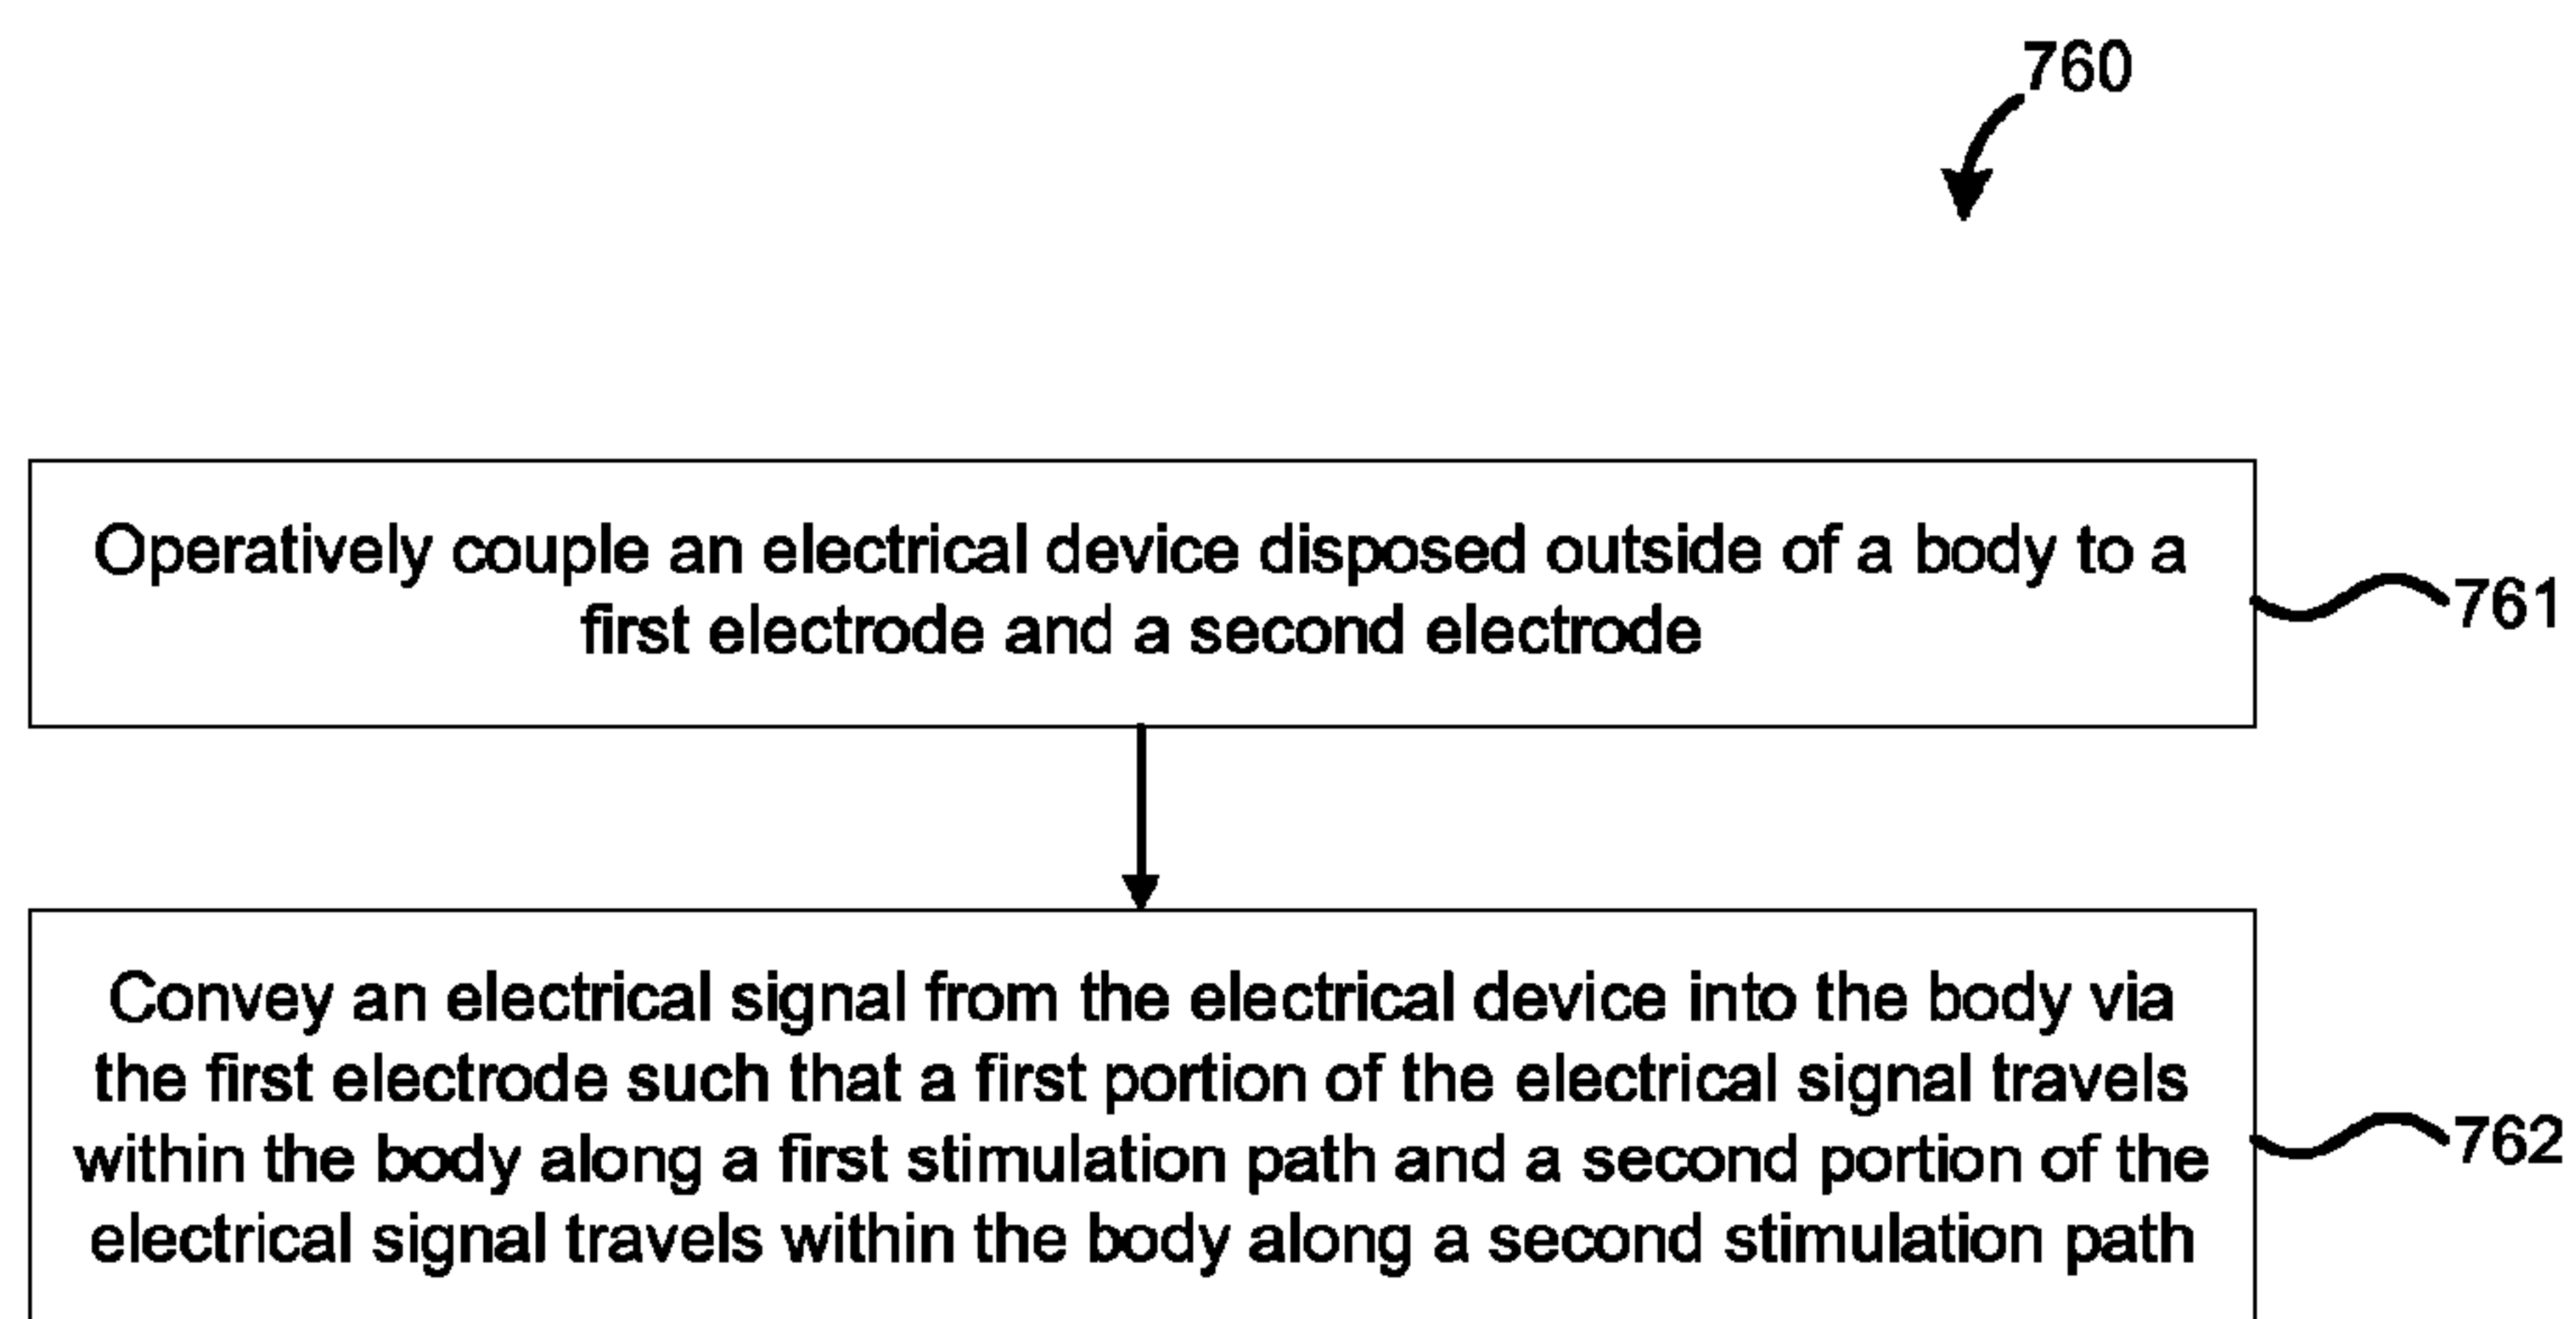 760
Operatively couple an electrical device disposed outside of a body to a
first electrode and a second electrode
761
Convey an electrical signal from the electrical device into the body via
the first electrode such that a first portion of the electrical signal travels
within the body along a first stimulation path and a second portion of the
electrical signal travels within the body along a second stimulation path
762